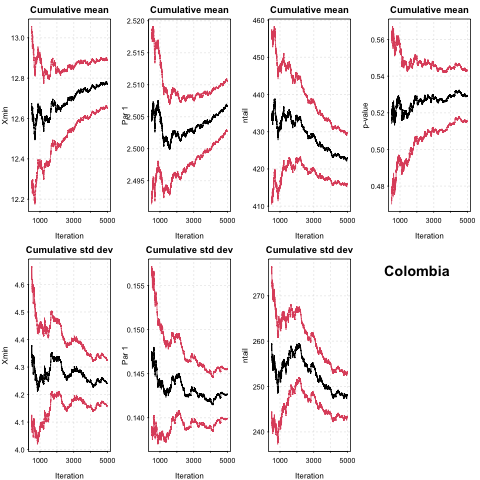 Cumulative mean Cumulative mean Cumulative mean Cumulative mean
13.0 12.8 12.6 12.4 12.2
Xmin
1000 3000 5000
Iteration
2.520 2.515 2.510 2.505 2.500 2.495
Par 1
1000 3000 5000
Iteration
460 450 440 430 420 410
ntail
1000 3000 5000
Iteration
0.56 0.54 0.52 0.50 0.48
p-value
1000 3000 5000
Iteration
Cumulative std dev Cumulative std dev Cumulative std dev
4.6 4.5 4.4 4.3 4.2 4.1 4.0
Xmin
1000 3000 5000
Iteration
0.155 0.150 0.145 0.140
Par 1
1000 3000 5000
Iteration
270 260 250 240
ntail
1000 3000 5000
Iteration
Colombia